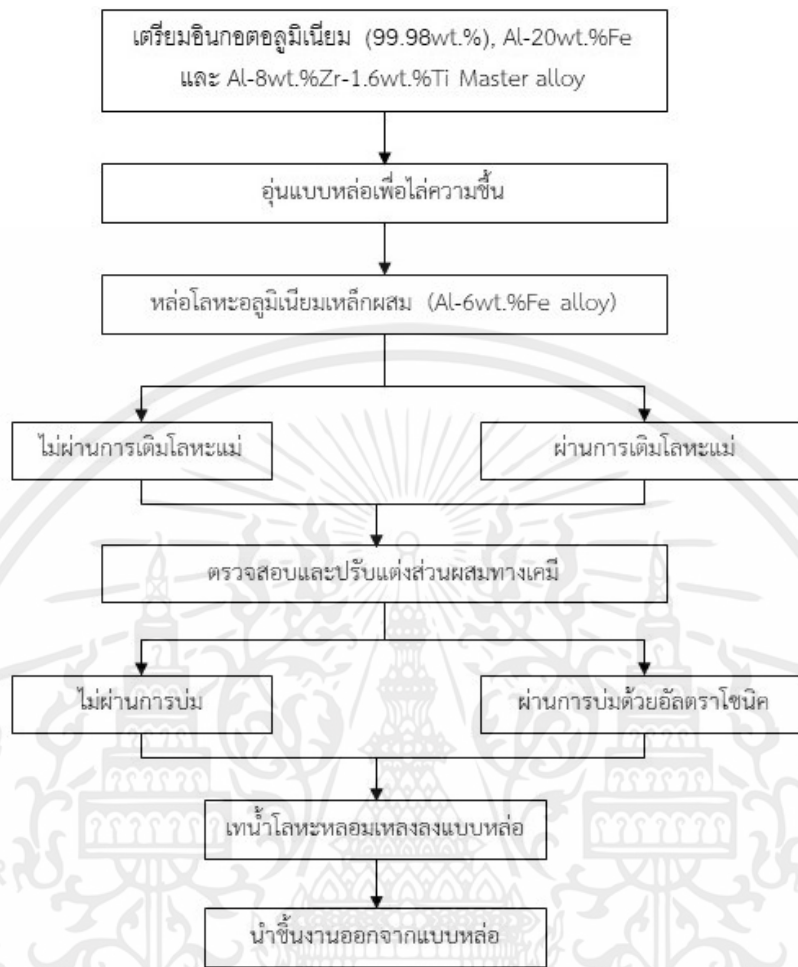 เตรียมอินกอตอลูมิเนียม (99.98wt.%), Al-20wt.%Fe
และ Al-8wt.%Zr-1.6wt.%Ti Master alloy
อุ่นแบบหล่อเพื่อไล่ความชื้น
หล่อโลหะอลูมิเนียมเหล็กผสม (Al-6wt.%Fe alloy)
ไม่ผ่านการเติมโลหะแม่
ผ่านการเติมโลหะแม่
ตรวจสอบและปรับแต่งส่วนผสมทางเคมี
ไม่ผ่านการบ่ม
ผ่านการบ่มด้วยอัลตราโซนิค
เทน้ำโลหะหลอมเหลงลงแบบหล่อ
นำชิ้นงานออกจากแบบหล่อ